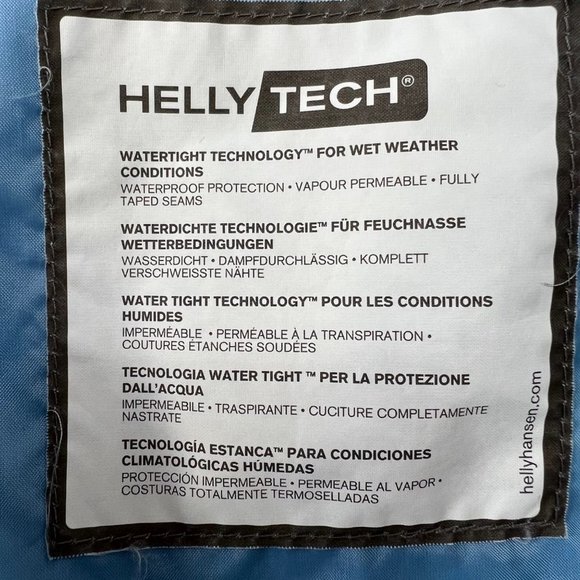 HELLY TECH®
WATERTIGHT TECHNOLOGY™ FOR WET WEATHER
CONDITIONS
WATERPROOF PROTECTION • VAPOUR PERMEABLE • FULLY
TAPED SEAMS
WATERDICHTE TECHNOLOGIE™ FÜR FEUCHNASSE
WETTERBEDINGUNGEN
WASSERDICHT • DAMPFDURCHLÄSSIG • KOMPLETT
VERSCHWEISSTE NÄHTE
WATER TIGHT TECHNOLOGY™ POUR LES CONDITIONS
HUMIDES
IMPERMÉABLE • PERMÉABLE À LA TRANSPIRATION •
COUTURES ÉTANCHES SOUDÉES
TECNOLOGIA WATER TIGHT ™ PER LA PROTEZIONE
DALL'ACQUA
IMPERMEABILE • TRASPIRANTE • CUCITURE COMPLETAMENTE
NASTRATE
TECNOLOGÍA ESTANCA™ PARA CONDICIONES
CLIMATOLÓGICAS HÚMEDAS
PROTECCIÓN IMPERMEABLE • PERMEABLE AL VAPOR •
COSTURAS TOTALMENTE TERMOSELLADAS
hellyhansen.com